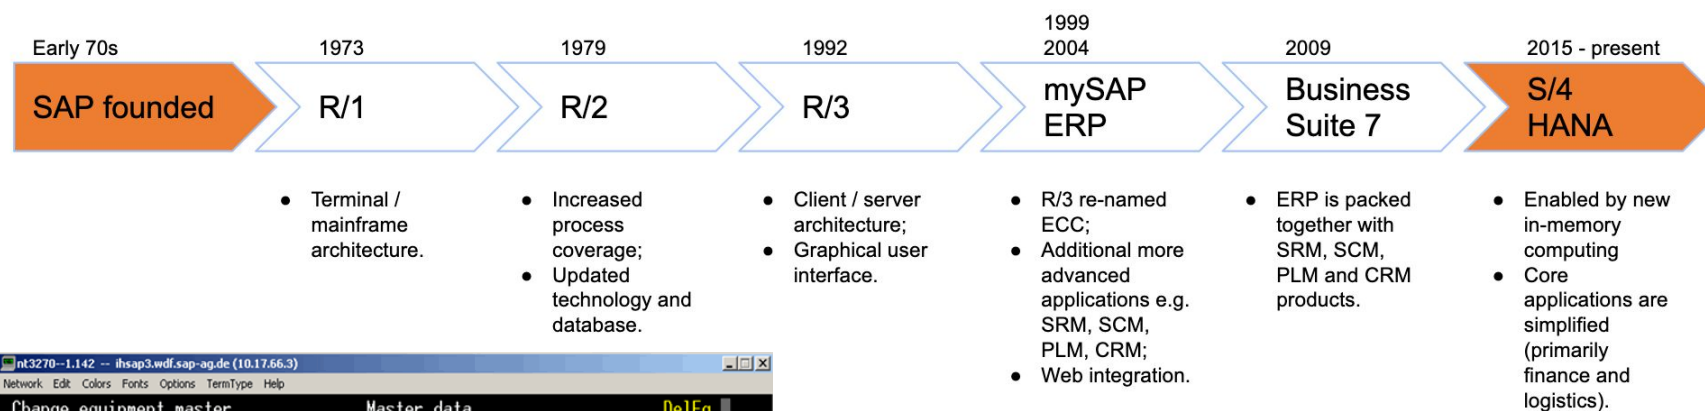 Early 70s
1973
1979
1992
1999
2004
2009
2015 - present
SAP founded
R/1
R/2
R/3
mySAP
ERP
Business
Suite 7
S/4
HANA
● Terminal /
mainframe
architecture.
● Increased
process
coverage;
● Updated
technology and
database.
● Client / server
architecture;
● Graphical user
interface.
● R/3 re-named
ECC;
● Additional more
advanced
applications e.g.
SRM, SCM,
PLM, CRM;
● Web integration.
● ERP is packed
together with
SRM, SCM,
PLM and CRM
products.
● Enabled by new
in-memory
computing
● Core
applications are
simplified
(primarily
finance and
logistics).
nt3270--1.142 -- ihsap3.wdf.sap-ag.de (10.17.66.3)
Network Edit Colors Fonts Options TermType Help
Change equipment master Master data DelFg